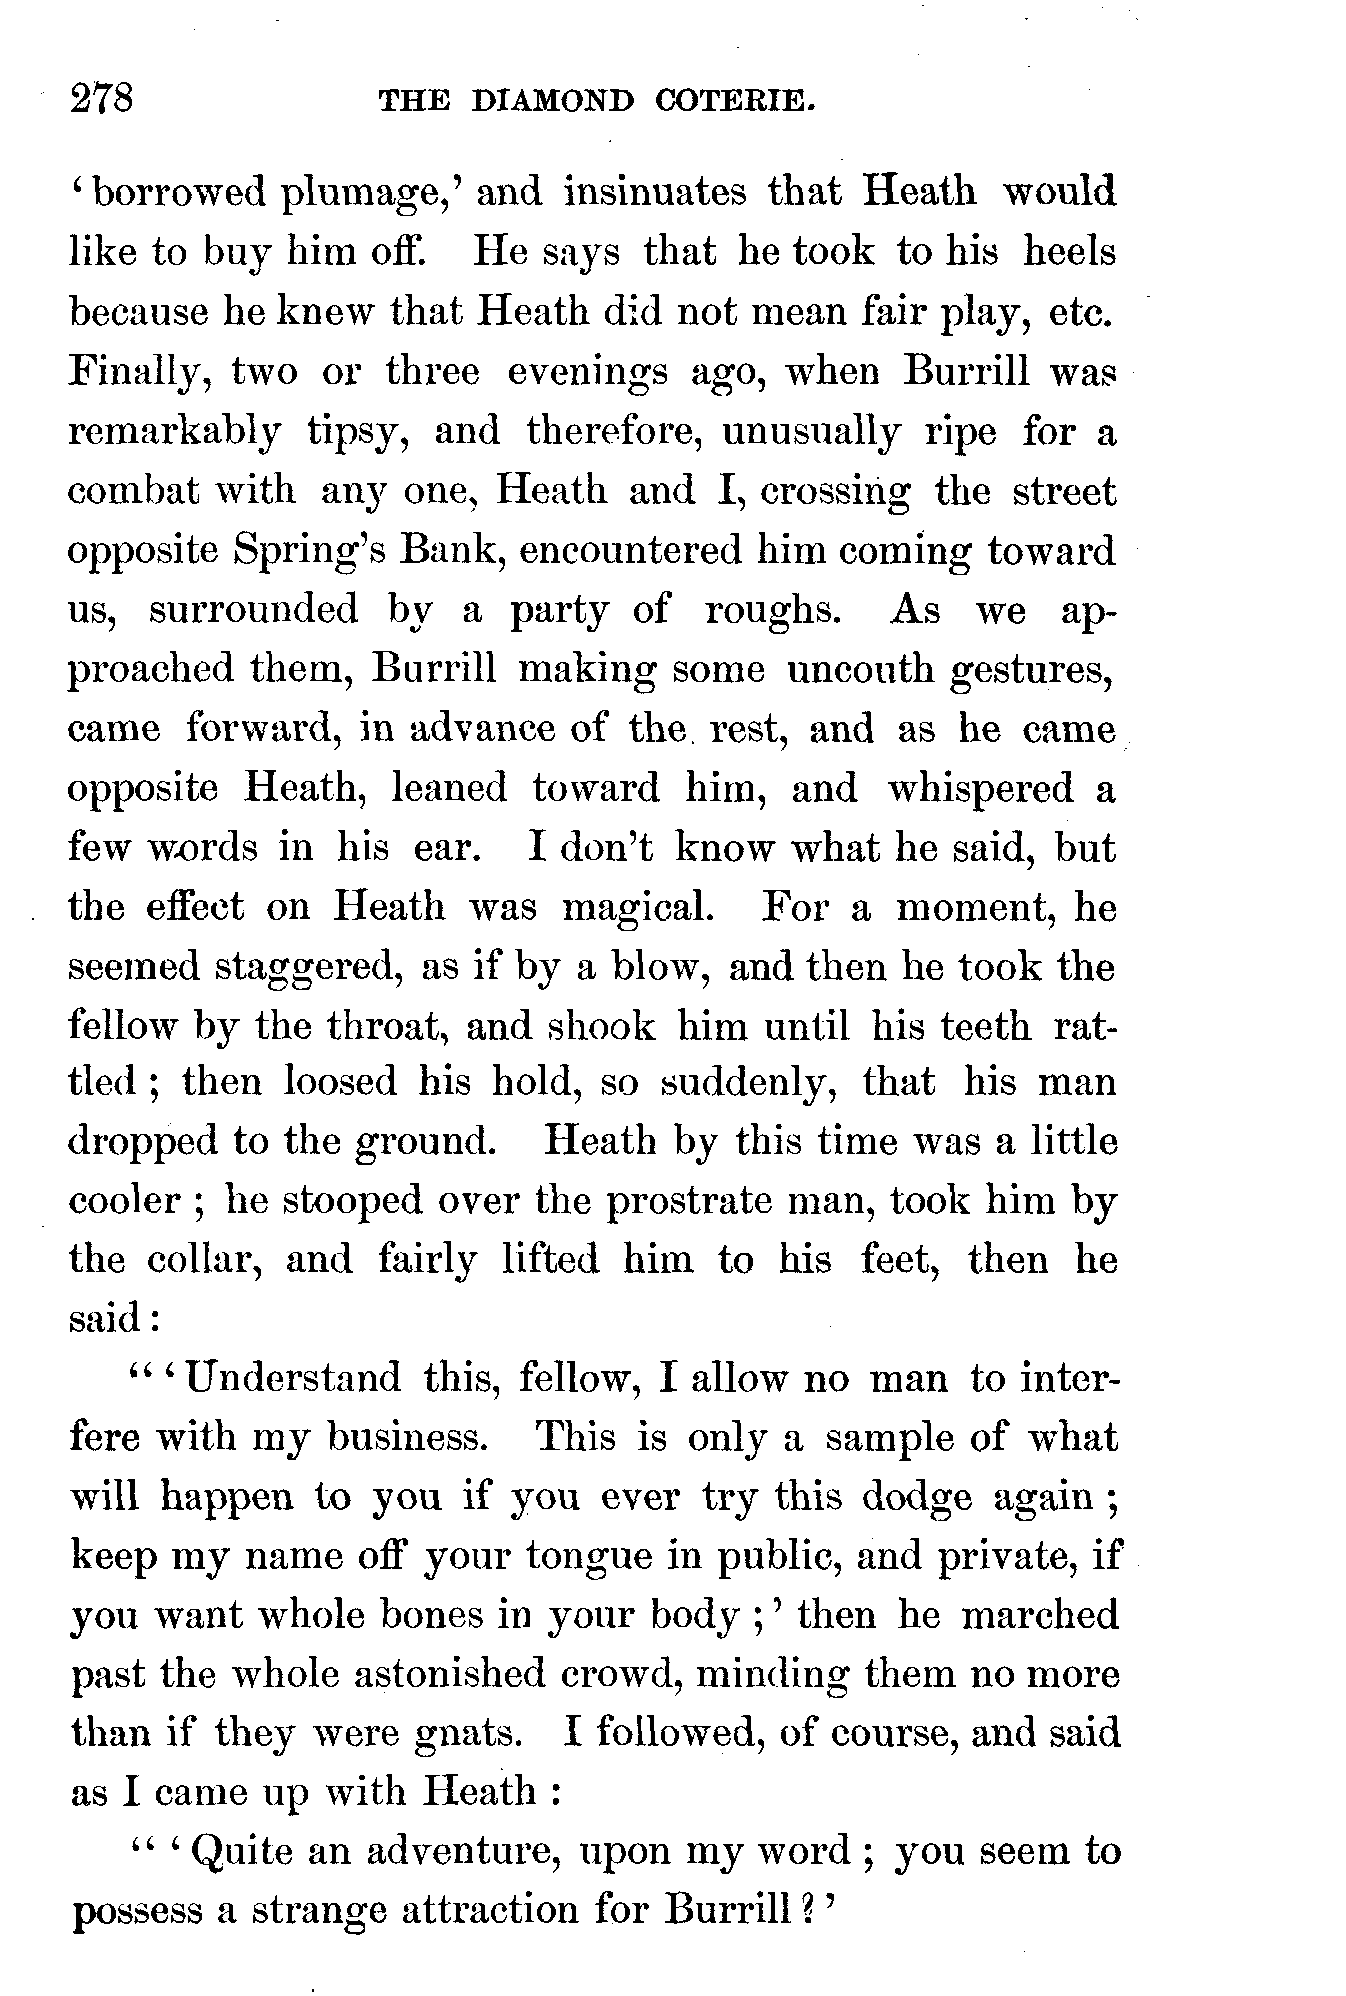 278 THE DIAMOND COTERIE.
‘borrowed plumage,’ and insinuates that Heath would
like to buy him off. He says that he took to his heels
because he knew that Heath did not mean fair play, etc.
Finally, two or three evenings ago, when Burrill was
remarkably tipsy, and therefore, unusually ripe for a
combat with any one, Heath and I, crossing the street
opposite Spring’s Bank, encountered him coming toward
us, surrounded by a party of roughs. As we ap-
proached them, Burrill making some uncouth gestures,
came forward, in advance of the rest, and as he came
opposite Heath, leaned toward him, and whispered a
few words in his ear. I don’t know what he said, but
the effect on Heath was magical. For a moment, he
seemed staggered, as if by a blow, and then he took the
fellow by the throat, and shook him until his teeth rat-
tled ; then loosed his hold, so suddenly, that his man
dropped to the ground. Heath by this time was a little
cooler ; he stooped over the prostrate man, took him by
the collar, and fairly lifted him to his feet, then he
said :
“ ‘Understand this, fellow, I allow no man to inter-
fere with my business. This is only a sample of what
will happen to you if you ever try this dodge again ;
keep my name off your tongue in public, and private, if
you want whole bones in your body ;’ then he marched
past the whole astonished crowd, minding them no more
than if they were gnats. I followed, of course, and said
as I came up with Heath :
“ ‘Quite an adventure, upon my word ; you seem to
possess a strange attraction for Burrill ?’